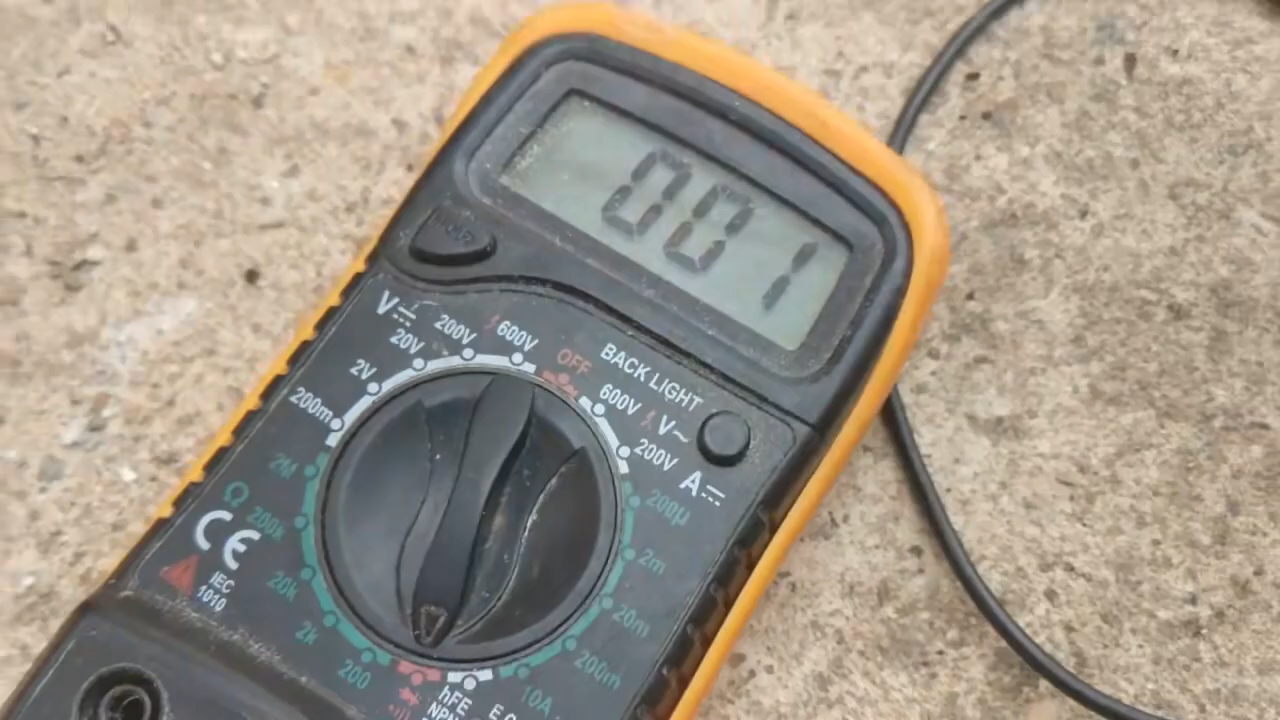 001
HOLD
V⎓
200V
600V
OFF
BACK LIGHT
20V
600V
V~
2V
200V
200m
A⎓
2M
200µ
Ω
200k
CE
2m
IEC
1010
20k
20m
2k
200m
200
10A
hFE
NPN